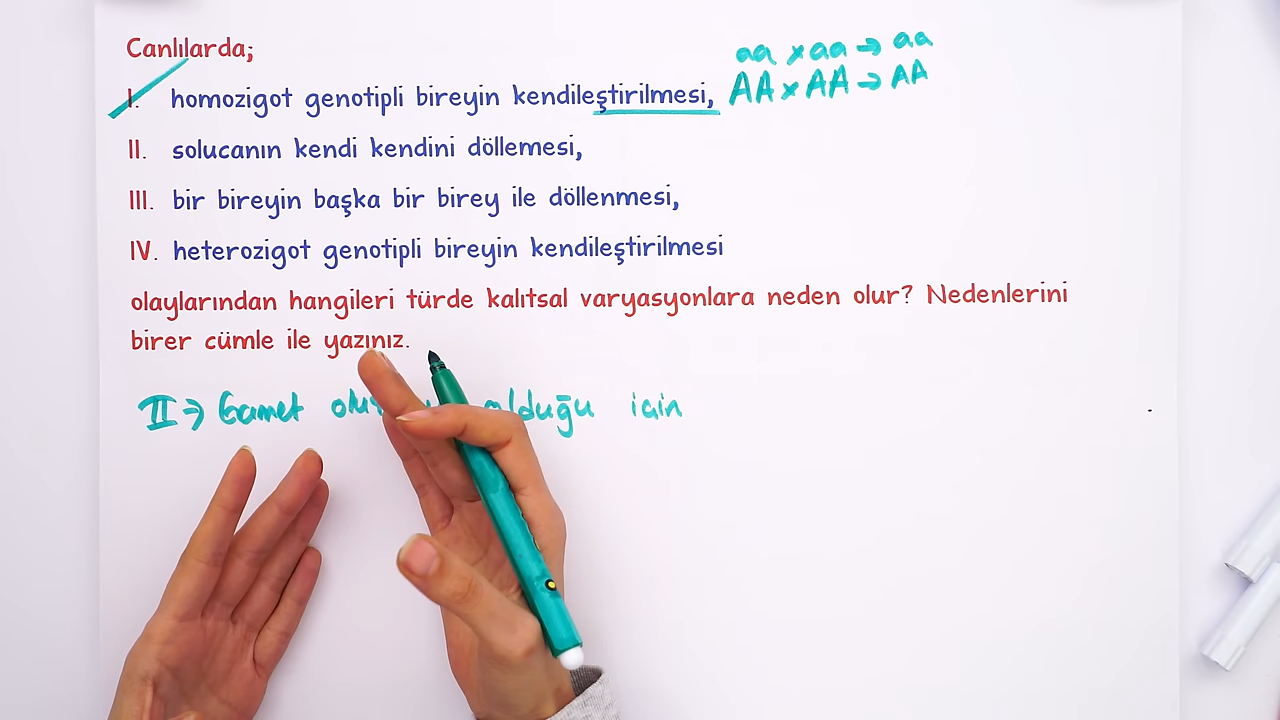 Canlılarda;
aa x aa → aa
I. homozigot genotipli bireyin kendileştirilmesi, AA x AA → AA
II. solucanın kendi kendini döllemesi,
III. bir bireyin başka bir birey ile döllenmesi,
IV. heterozigot genotipli bireyin kendileştirilmesi
olaylarından hangileri türde kalıtsal varyasyonlara neden olur? Nedenlerini
birer cümle ile yazınız.
II → Gamet olduğu için